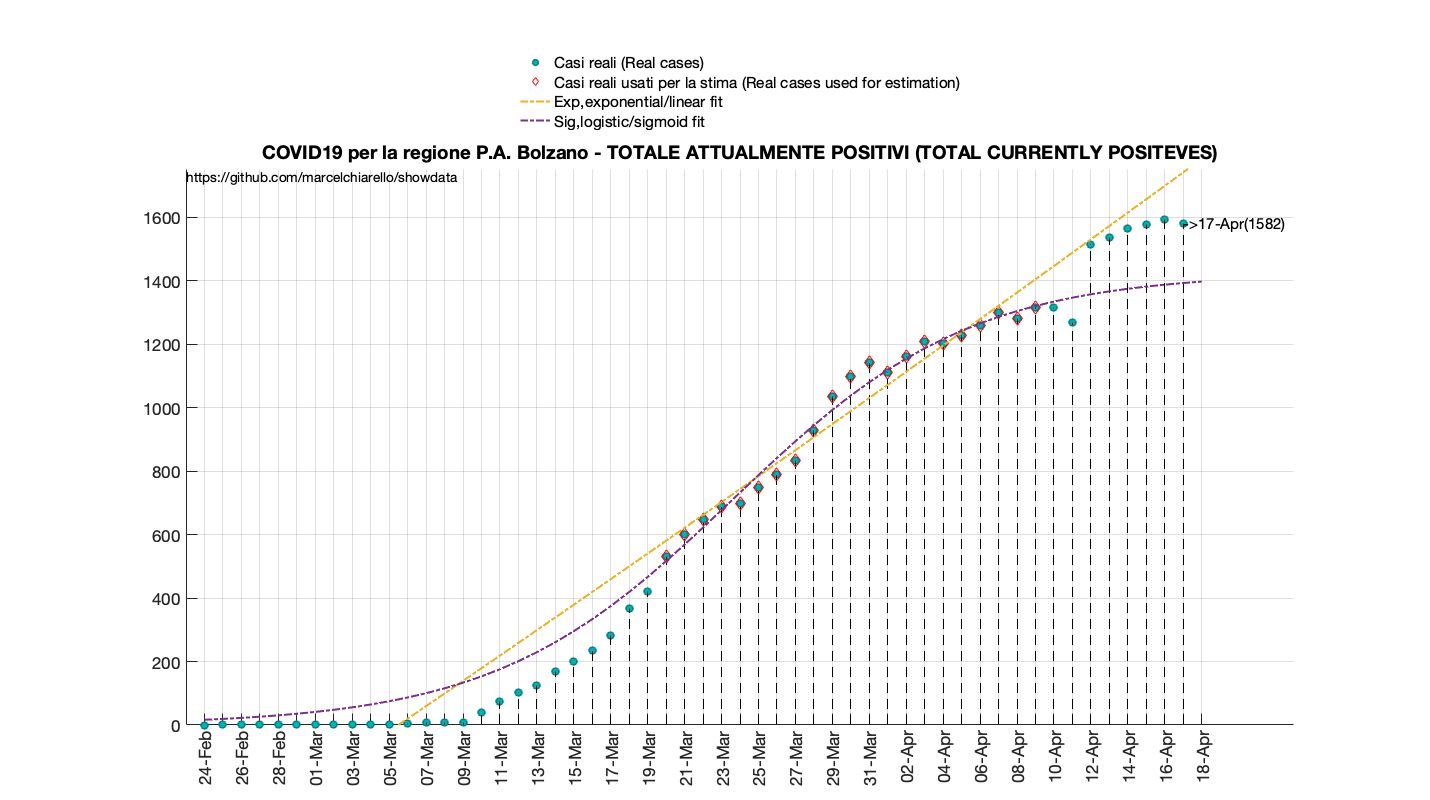 Casi reali (Real cases)
Casi reali usati per la stima (Real cases used for estimation)
Exp,exponential/linear fit
Sig,logistic/sigmoid fit
COVID19 per la regione P.A. Bolzano - TOTALE ATTUALMENTE POSITIVI (TOTAL CURRENTLY POSITEVES)
https://github.com/marcelchiarello/showdata
1600
->17-Apr(1582)
1400
1200
1000
800
600
400
200
0
24-Feb
26-Feb
28-Feb
01-Mar
03-Mar
05-Mar
07-Mar
09-Mar
11-Mar
13-Mar
15-Mar
17-Mar
19-Mar
21-Mar
23-Mar
25-Mar
27-Mar
29-Mar
31-Mar
02-Apr
04-Apr
06-Apr
08-Apr
10-Apr
12-Apr
14-Apr
16-Apr
18-Apr